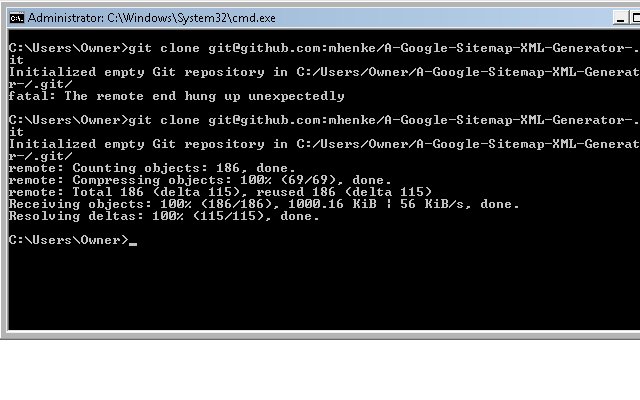 Administrator: C:\Windows\System32\cmd.exe
C:\Users\Owner>git clone git@github.com:mhenke/A-Google-Sitemap-XML-Generator-.
it
Initialized empty Git repository in C:/Users/Owner/A-Google-Sitemap-XML-Generat
r-/.git/
fatal: The remote end hung up unexpectedly
C:\Users\Owner>git clone git@github.com:mhenke/A-Google-Sitemap-XML-Generator-.
it
Initialized empty Git repository in C:/Users/Owner/A-Google-Sitemap-XML-Generat
r-/.git/
remote: Counting objects: 186, done.
remote: Compressing objects: 100% (69/69), done.
remote: Total 186 (delta 115), reused 186 (delta 115)
Receiving objects: 100% (186/186), 1000.16 KiB ¦ 56 KiB/s, done.
Resolving deltas: 100% (115/115), done.
C:\Users\Owner>_